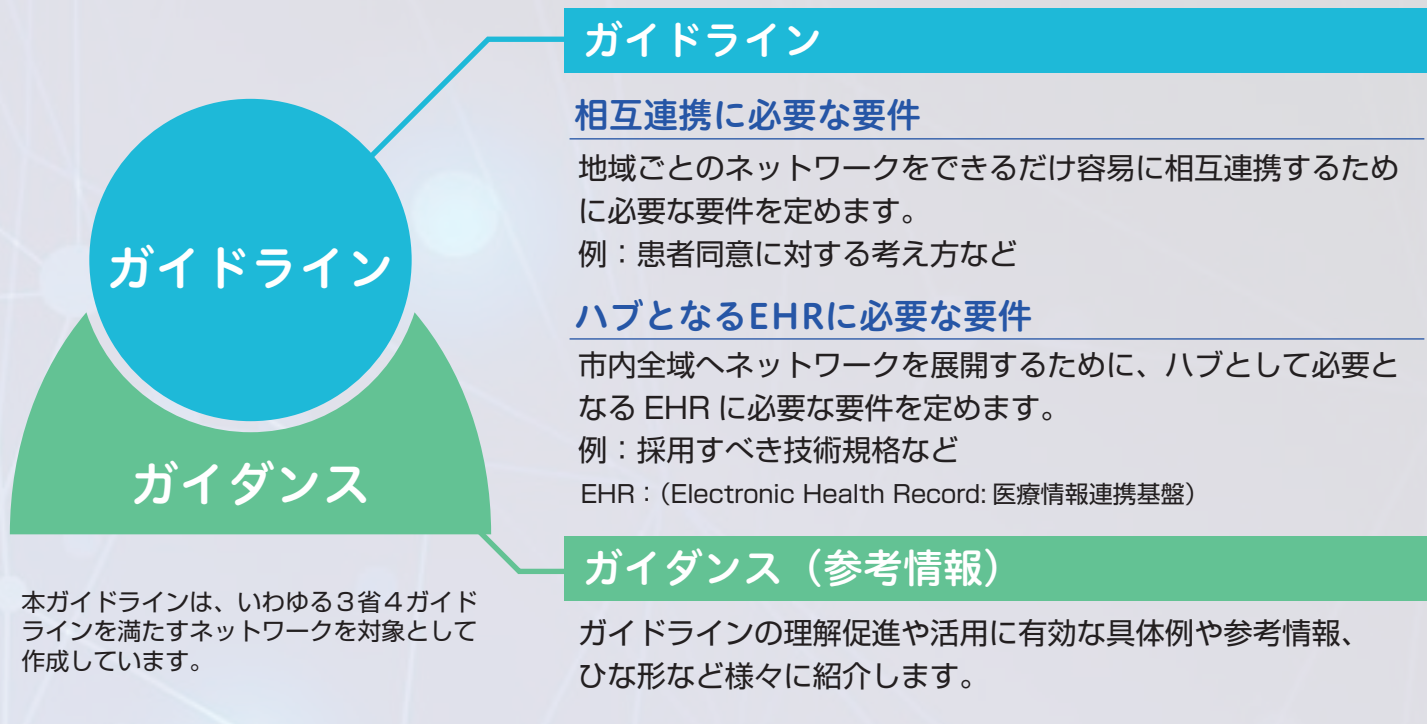 ガイドライン
ガイダンス
本ガイドラインは、いわゆる３省４ガイド
ラインを満たすネットワークを対象として
作成しています。
ガイドライン
相互連携に必要な要件
地域ごとのネットワークをできるだけ容易に相互連携するため
に必要な要件を定めます。
例：患者同意に対する考え方など
ハブとなるEHRに必要な要件
市内全域へネットワークを展開するために、ハブとして必要と
なる EHR に必要な要件を定めます。
例：採用すべき技術規格など
EHR：（Electronic Health Record: 医療情報連携基盤）
ガイダンス（参考情報）
ガイドラインの理解促進や活用に有効な具体例や参考情報、
ひな形など様々に紹介します。